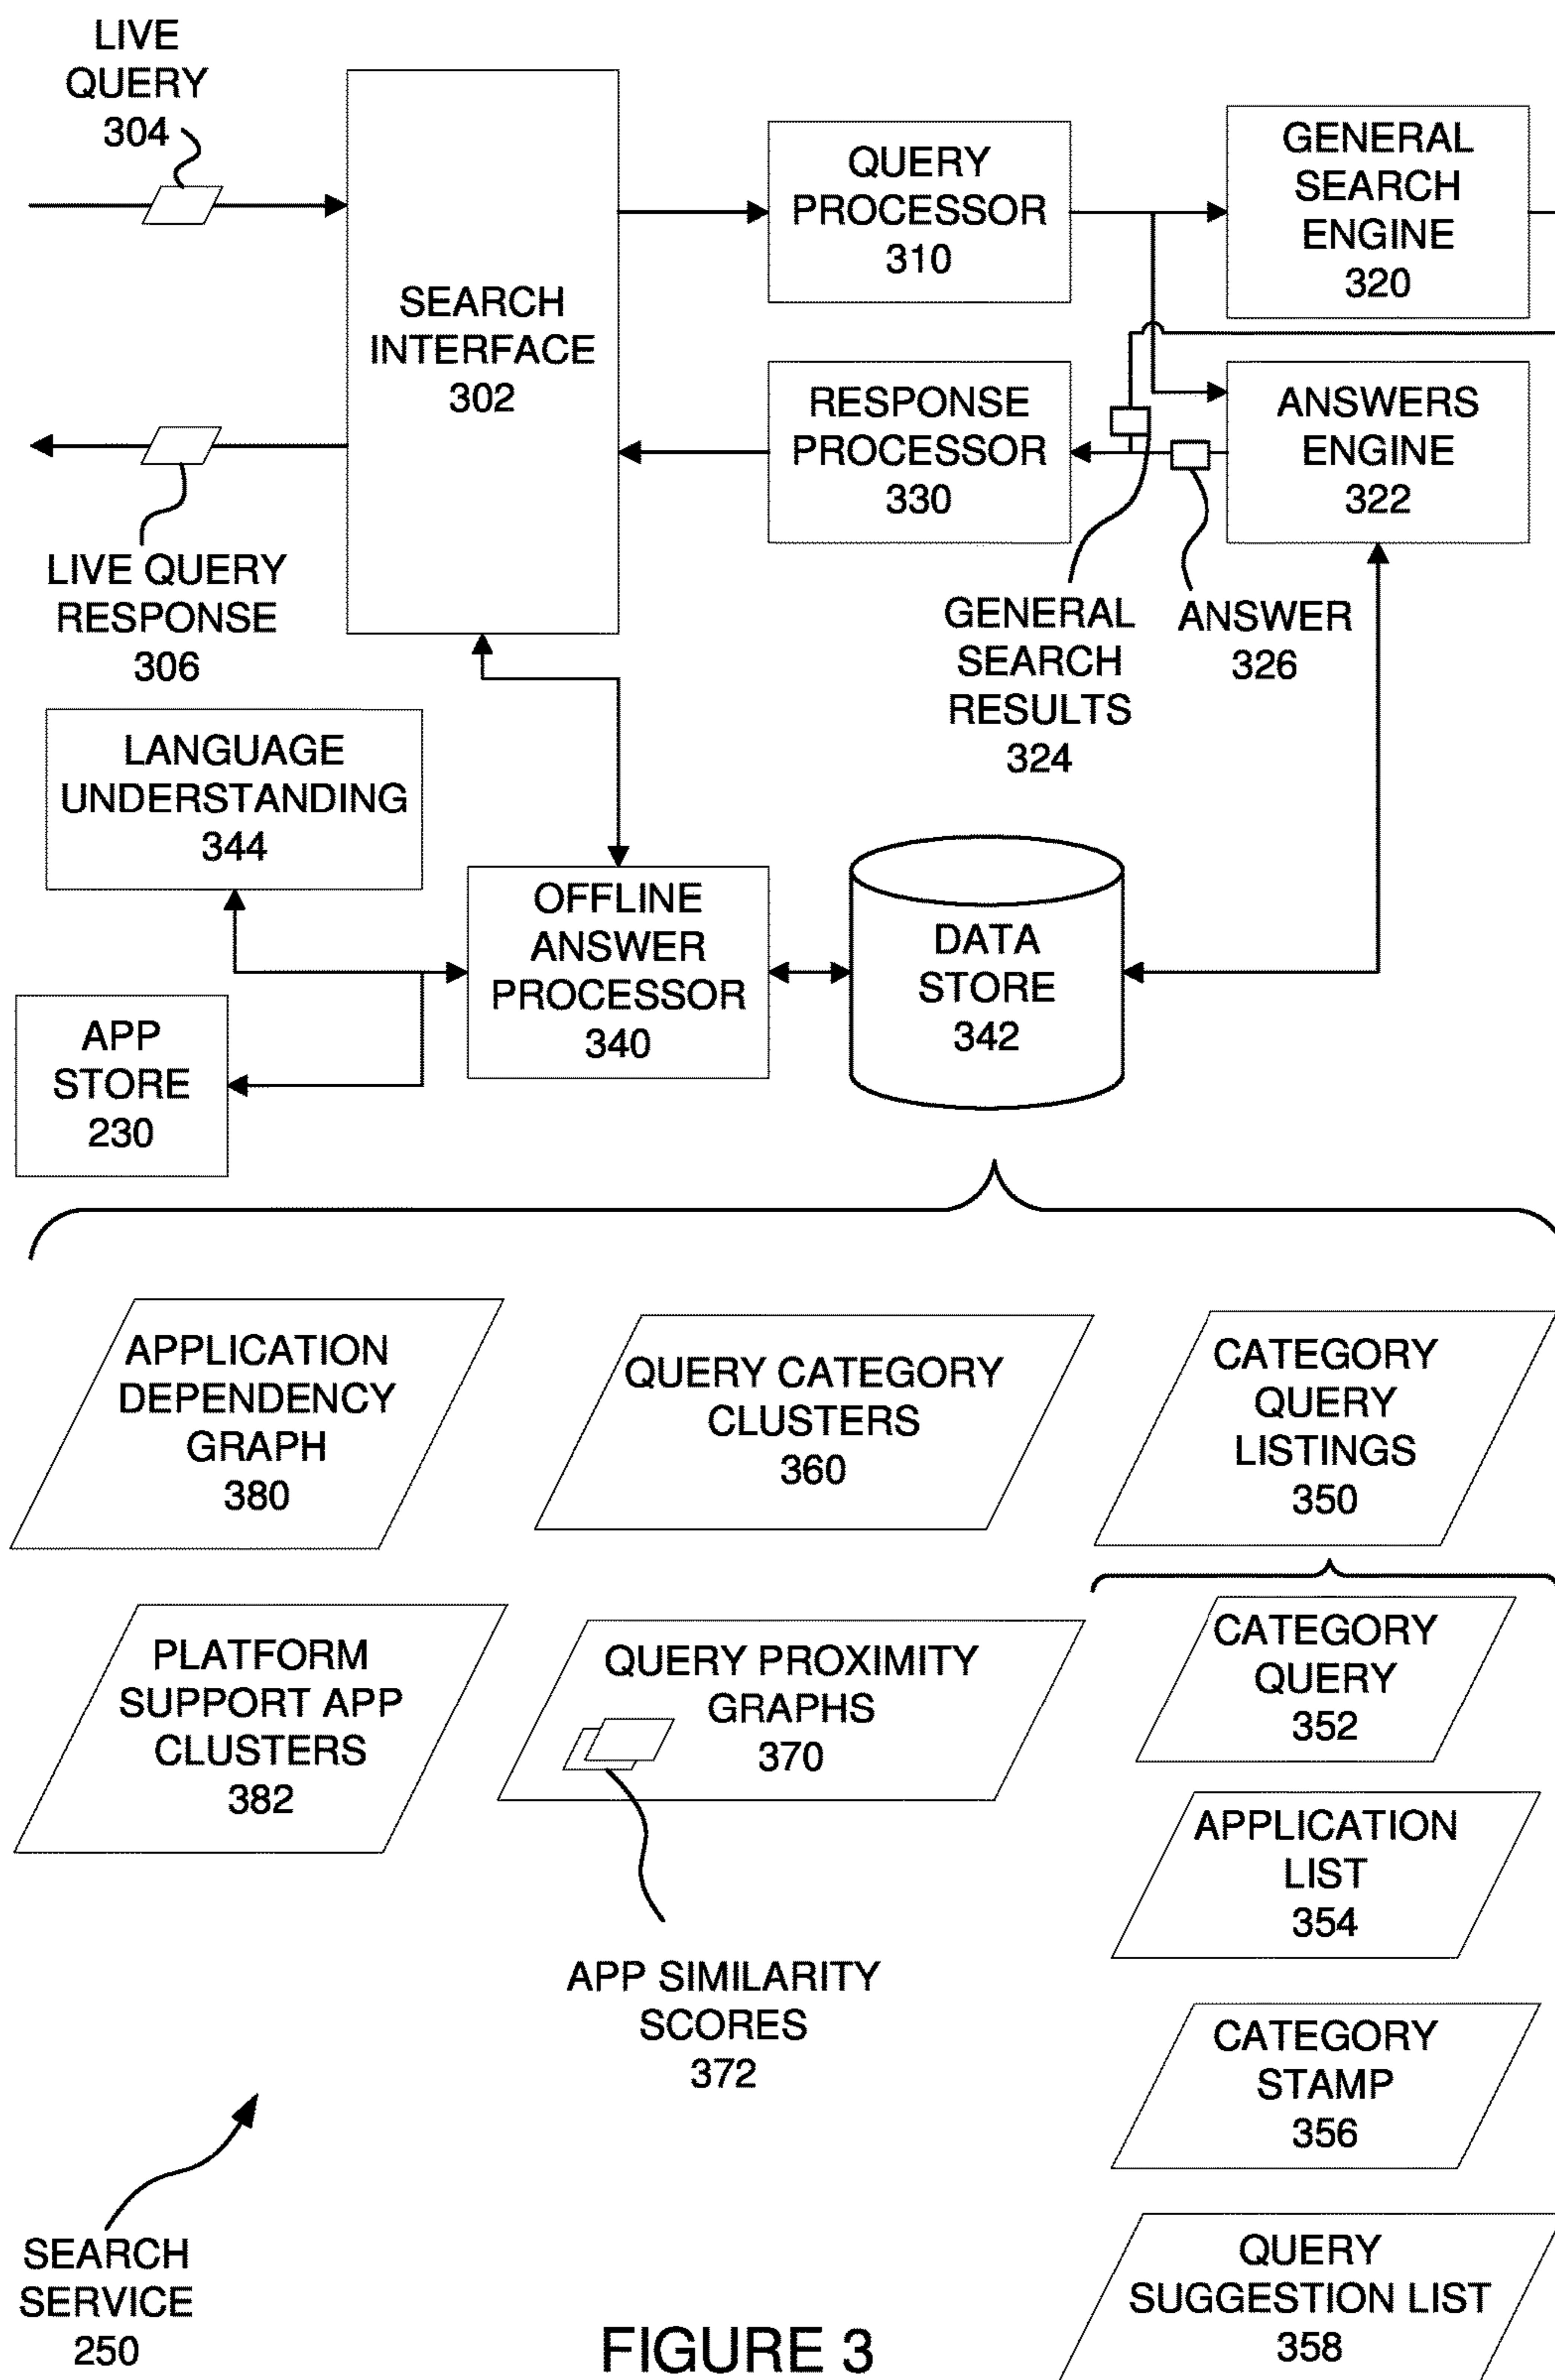 LIVE
QUERY
304
SEARCH
INTERFACE
302
QUERY
PROCESSOR
310
GENERAL
SEARCH
ENGINE
320
RESPONSE
PROCESSOR
330
ANSWERS
ENGINE
322
LIVE QUERY
RESPONSE
306
GENERAL
SEARCH
RESULTS
324
ANSWER
326
LANGUAGE
UNDERSTANDING
344
OFFLINE
ANSWER
PROCESSOR
340
DATA
STORE
342
APP
STORE
230
APPLICATION
DEPENDENCY
GRAPH
380
QUERY CATEGORY
CLUSTERS
360
CATEGORY
QUERY
LISTINGS
350
PLATFORM
SUPPORT APP
CLUSTERS
382
QUERY PROXIMITY
GRAPHS
370
CATEGORY
QUERY
352
APPLICATION
LIST
354
APP SIMILARITY
SCORES
372
CATEGORY
STAMP
356
SEARCH
SERVICE
250
QUERY
SUGGESTION LIST
358
FIGURE 3